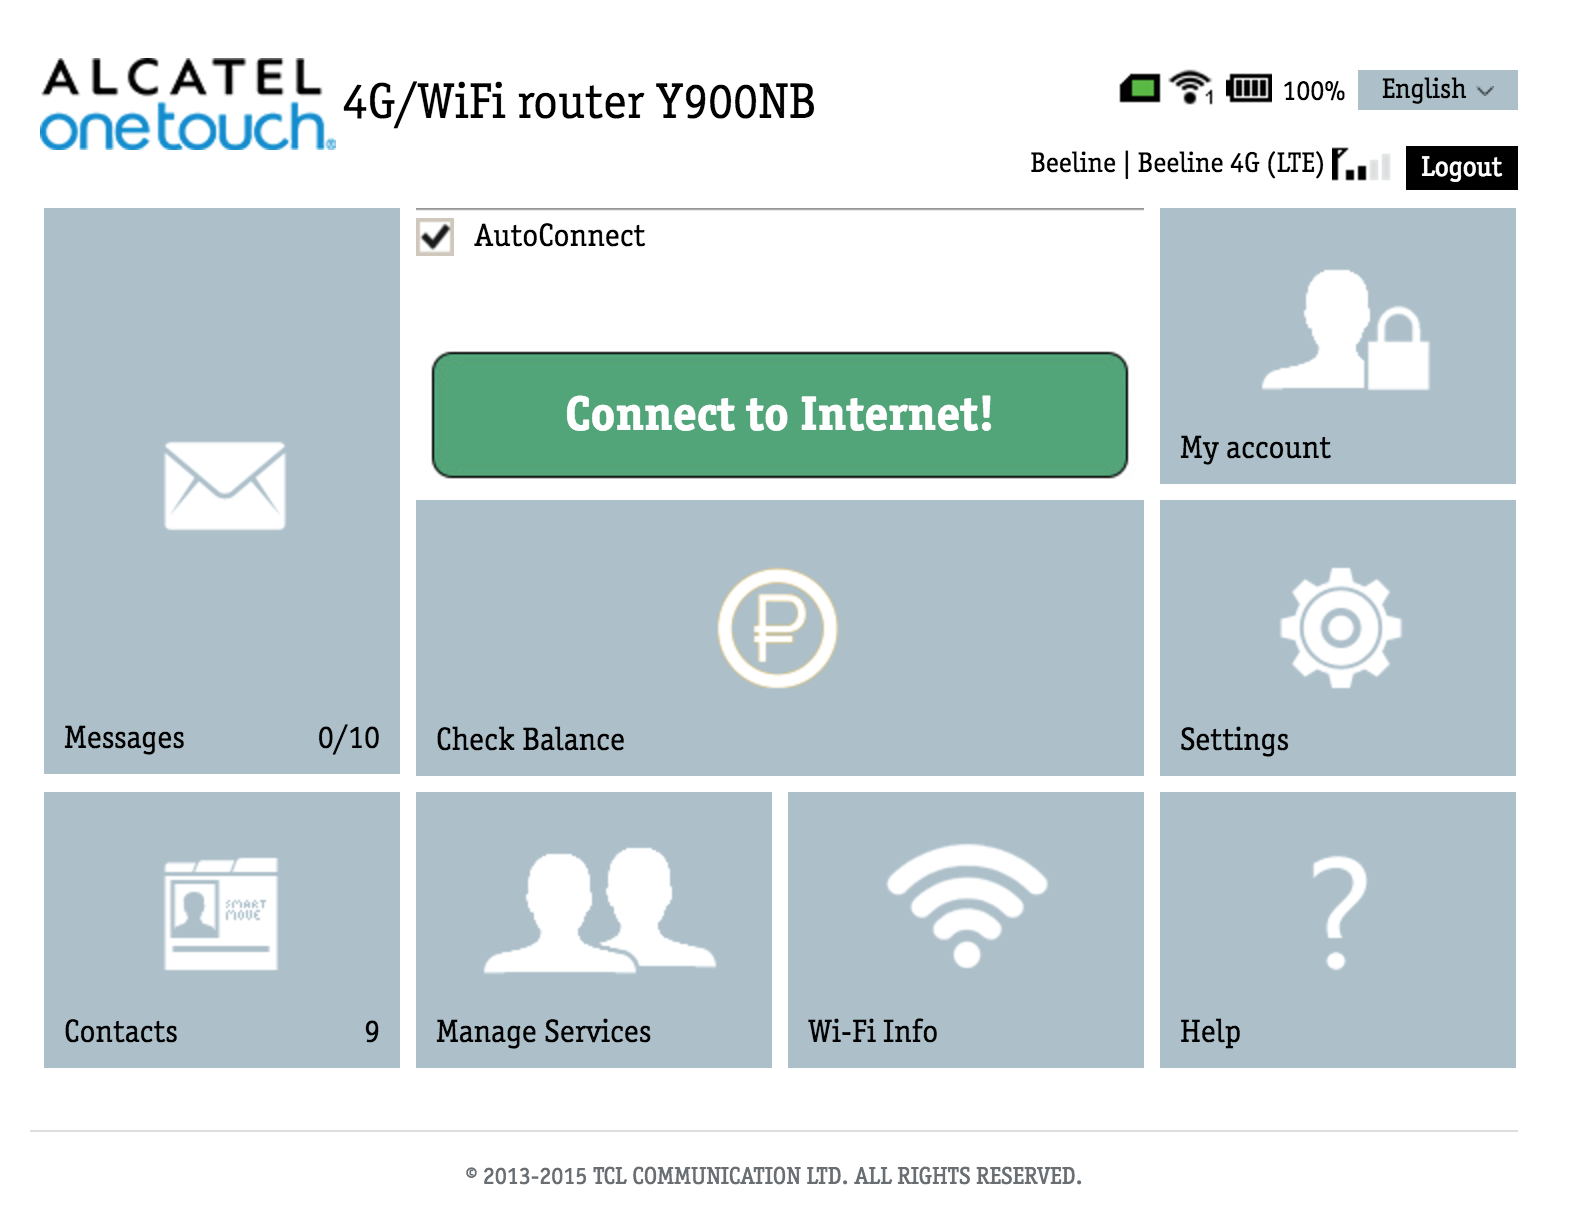 ALCATEL
onetouch.®
4G/WiFi router Y900NB
1
100%
English
Beeline | Beeline 4G (LTE)
Logout
AutoConnect
Connect to Internet!
My account
Messages 0/10
Check Balance
Settings
SMART
MOVE
Contacts 9
Manage Services
Wi-Fi Info
Help
© 2013-2015 TCL COMMUNICATION LTD. ALL RIGHTS RESERVED.